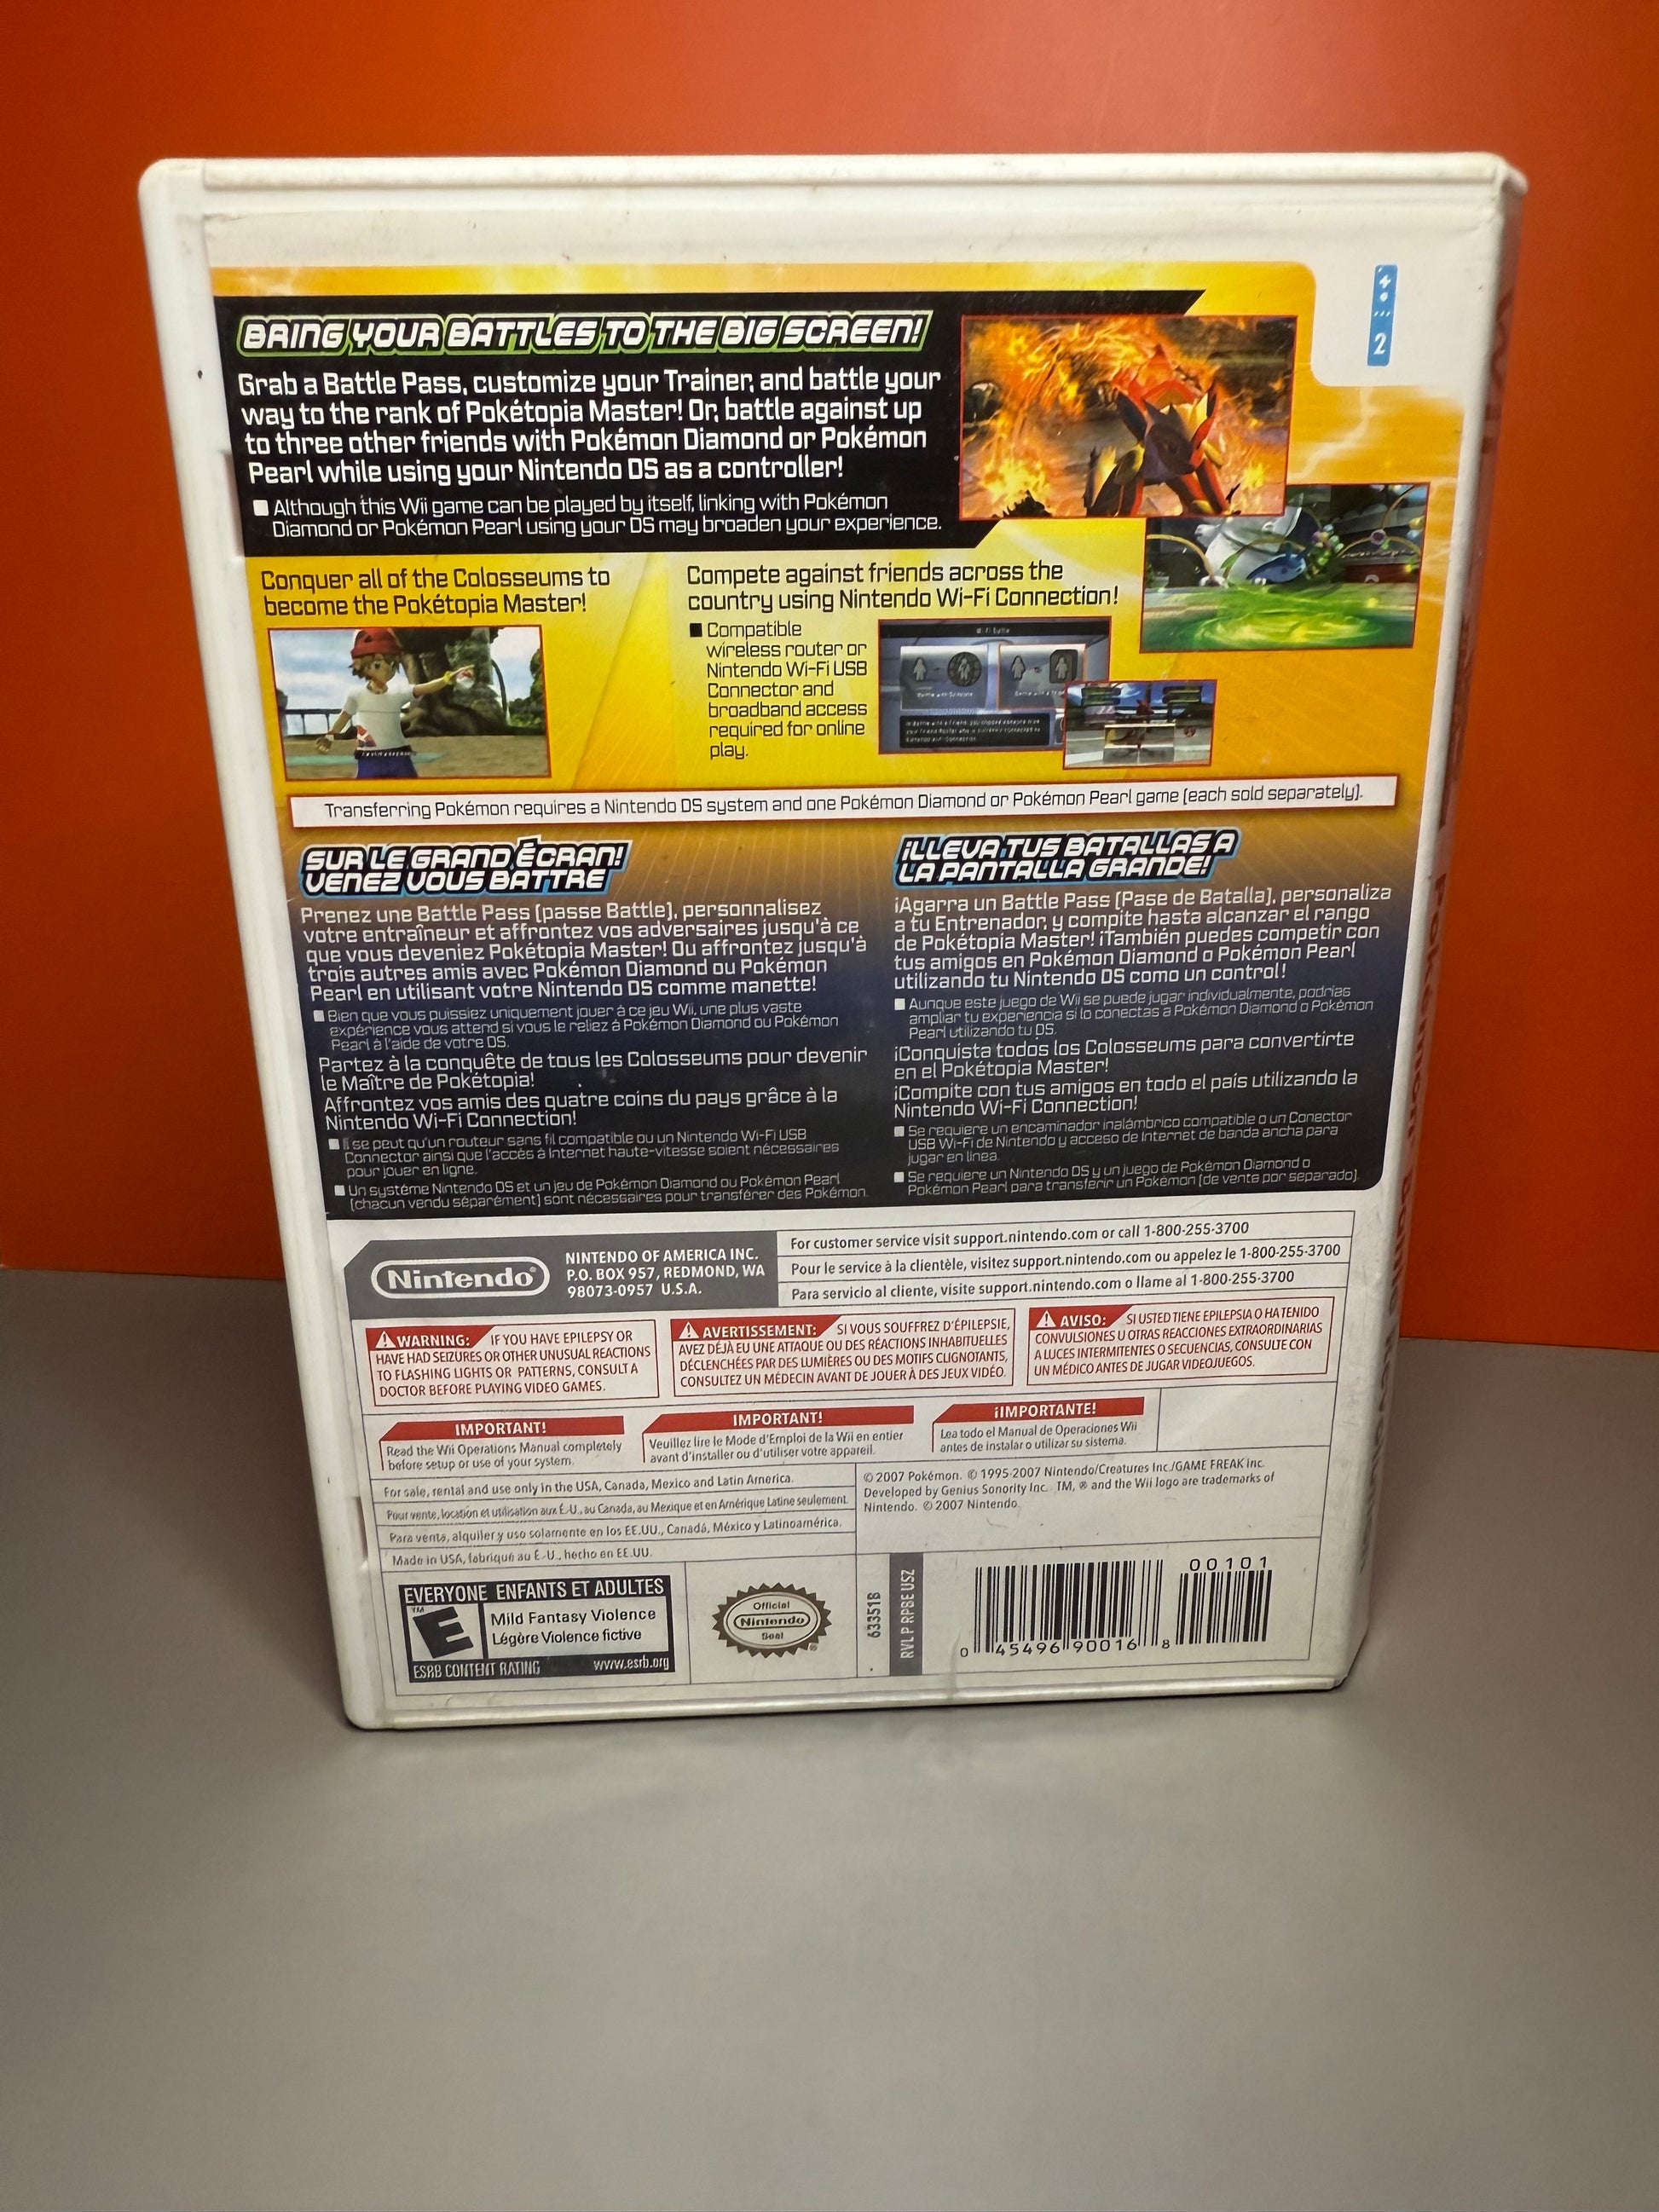 2
BRING YOUR BATTLES TO THE BIG SCREEN!
Grab a Battle Pass, customize your Trainer, and battle your
way to the rank of Pokétopia Master! Or, battle against up
to three other friends with Pokémon Diamond or Pokémon
Pearl while using your Nintendo DS as a controller!
Although this Wii game can be played by itself, linking with Pokémon
Diamond or Pokémon Pearl using your DS may broaden your experience.
Conquer all of the Colosseums to
become the Pokétopia Master!
Compete against friends across the
country using Nintendo Wi-Fi Connection!
Compatible
wireless router or
Nintendo Wi-Fi USB
Connector and
broadband access
required for online
play.
Wi-Fi Battle
Transferring Pokémon requires a Nintendo DS system and one Pokémon Diamond or Pokémon Pearl game (each sold separately).
SUR LE GRAND ÉCRAN!
VENEZ VOUS BATTRE
Prenez une Battle Pass (passe Battle), personnalisez
votre entraîneur et affrontez vos adversaires jusqu'à ce
que vous deveniez Pokétopia Master! Ou affrontez jusqu'à
trois autres amis avec Pokémon Diamond ou Pokémon
Pearl en utilisant votre Nintendo DS comme manette!
Bien que vous puissiez uniquement jouer à ce jeu Wii, une plus vaste
expérience vous attend si vous le reliez à Pokémon Diamond ou Pokémon
Pearl à l'aide de votre DS.
Partez à la conquête de tous les Colosseums pour devenir
le Maître de Pokétopia!
Affrontez vos amis des quatre coins du pays grâce à la
Nintendo Wi-Fi Connection!
Il se peut qu'un routeur sans fil compatible ou un Nintendo Wi-Fi USB
Connector ainsi que l'accès à Internet haute-vitesse soient nécessaires
pour jouer en ligne.
Un système Nintendo DS et un jeu de Pokémon Diamond ou Pokémon Pearl
(chacun vendu séparément) sont nécessaires pour transférer des Pokémon.
¡LLEVA TUS BATALLAS A
LA PANTALLA GRANDE!
¡Agarra un Battle Pass (Pase de Batalla), personaliza
a tu Entrenador, y compite hasta alcanzar el rango
de Pokétopia Master! ¡También puedes competir con
tus amigos en Pokémon Diamond o Pokémon Pearl
utilizando tu Nintendo DS como un control!
Aunque este juego de Wii se puede jugar individualmente, podrías
ampliar tu experiencia si lo conectas a Pokémon Diamond o Pokémon
Pearl utilizando tu DS.
¡Conquista todos los Colosseums para convertirte
en el Pokétopia Master!
¡Compite con tus amigos en todo el país utilizando la
Nintendo Wi-Fi Connection!
Se requiere un encaminador inalámbrico compatible o un Conector
USB Wi-Fi de Nintendo y acceso de Internet de banda ancha para
jugar en línea.
Se requiere un Nintendo DS y un juego de Pokémon Diamond o
Pokémon Pearl para transferir un Pokémon (de venta por separado).
Nintendo®
NINTENDO OF AMERICA INC.
P.O. BOX 957, REDMOND, WA
98073-0957 U.S.A.
For customer service visit support.nintendo.com or call 1-800-255-3700
Pour le service à la clientèle, visitez support.nintendo.com ou appelez le 1-800-255-3700
Para servicio al cliente, visite support.nintendo.com o llame al 1-800-255-3700
WARNING: IF YOU HAVE EPILEPSY OR
HAVE HAD SEIZURES OR OTHER UNUSUAL REACTIONS
TO FLASHING LIGHTS OR PATTERNS, CONSULT A
DOCTOR BEFORE PLAYING VIDEO GAMES.
AVERTISSEMENT: SI VOUS SOUFFREZ D'ÉPILEPSIE,
AVEZ DÉJÀ EU UNE ATTAQUE OU DES RÉACTIONS INHABITUELLES
DÉCLENCHÉES PAR DES LUMIÈRES OU DES MOTIFS CLIGNOTANTS,
CONSULTEZ UN MÉDECIN AVANT DE JOUER À DES JEUX VIDÉO.
AVISO: SI USTED TIENE EPILEPSIA O HA TENIDO
CONVULSIONES U OTRAS REACCIONES EXTRAORDINARIAS
A LUCES INTERMITENTES O SECUENCIAS, CONSULTE CON
UN MÉDICO ANTES DE JUGAR VIDEOJUEGOS.
IMPORTANT!
Read the Wii Operations Manual completely
before setup or use of your system.
IMPORTANT!
Veuillez lire le Mode d'Emploi de la Wii en entier
avant d'installer ou d'utiliser votre appareil.
¡IMPORTANTE!
Lea todo el Manual de Operaciones Wii
antes de instalar o utilizar su sistema.
For sale, rental and use only in the USA, Canada, Mexico and Latin America.
Pour vente, location et utilisation aux É.-U., au Canada, au Mexique et en Amérique Latine seulement.
Para venta, alquiler y uso solamente en los EE.UU., Canadá, México y Latinoamérica.
Made in USA, fabriqué au É.-U., hecho en EE.UU.
© 2007 Pokémon. © 1995-2007 Nintendo/Creatures Inc./GAME FREAK inc.
Developed by Genius Sonority Inc. TM, ® and the Wii logo are trademarks of
Nintendo. © 2007 Nintendo.
EVERYONE ENFANTS ET ADULTES
E™
Mild Fantasy Violence
Légère Violence fictive
ESRB CONTENT RATING www.esrb.org
Official
Nintendo
Seal®
63351B
RVL P RPBE USZ
0 45496 90016 8
00101
Pokémon Battle Revolution